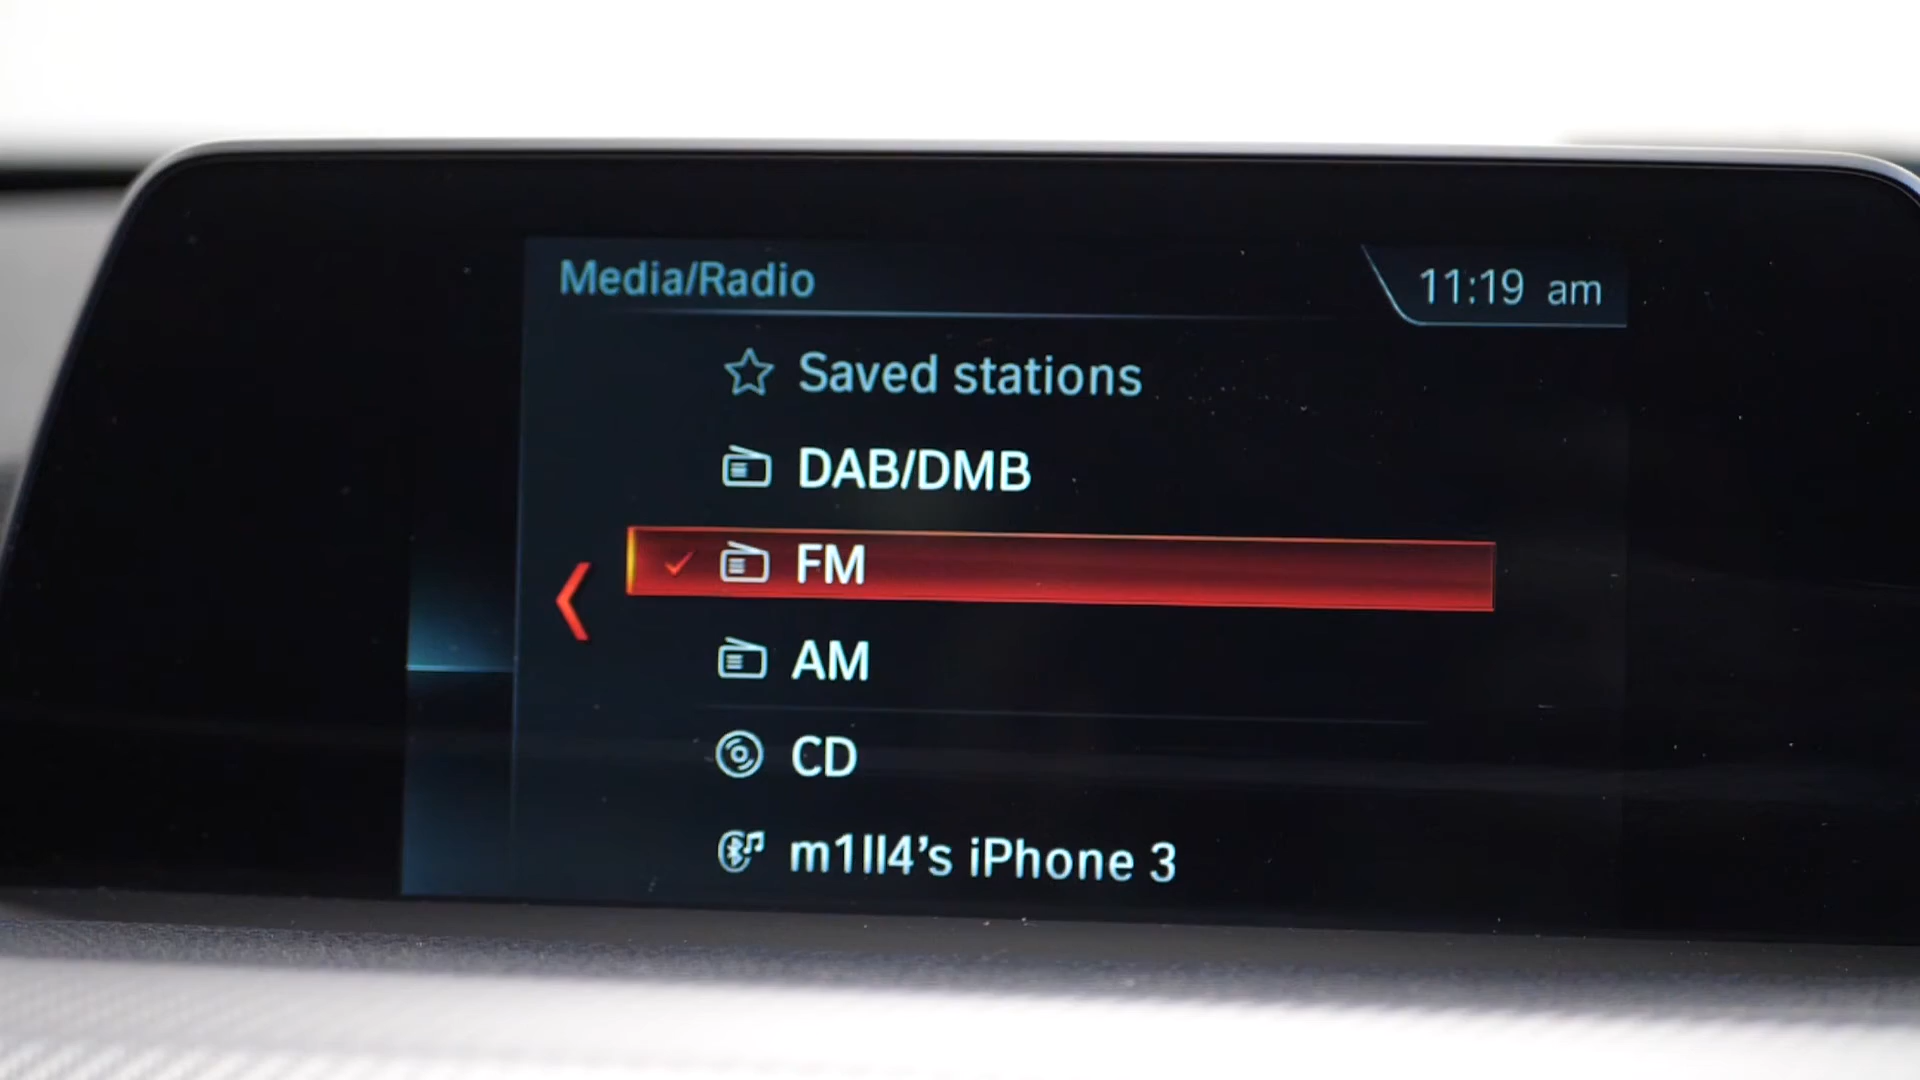 Media/Radio
11:19 am
Saved stations
DAB/DMB
FM
AM
CD
m1ll4’s iPhone 3